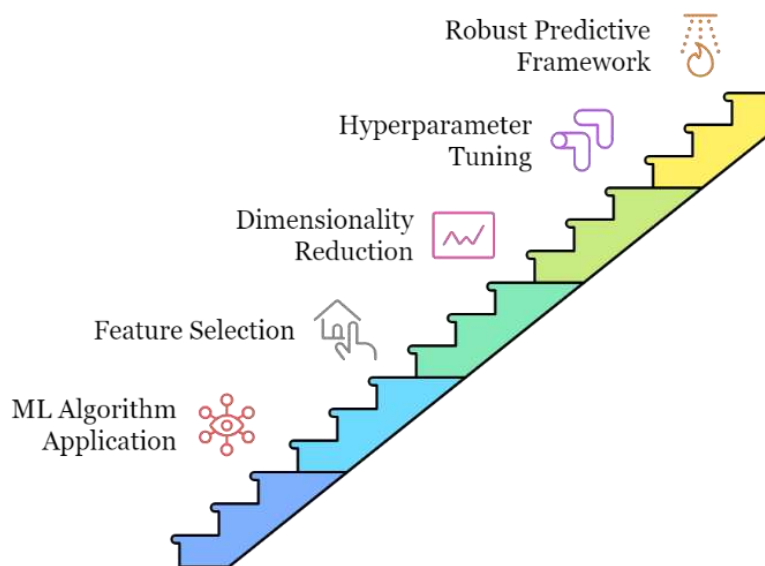 Robust Predictive
Framework
Hyperparameter
Tuning
Dimensionality
Reduction
Feature Selection
ML Algorithm
Application